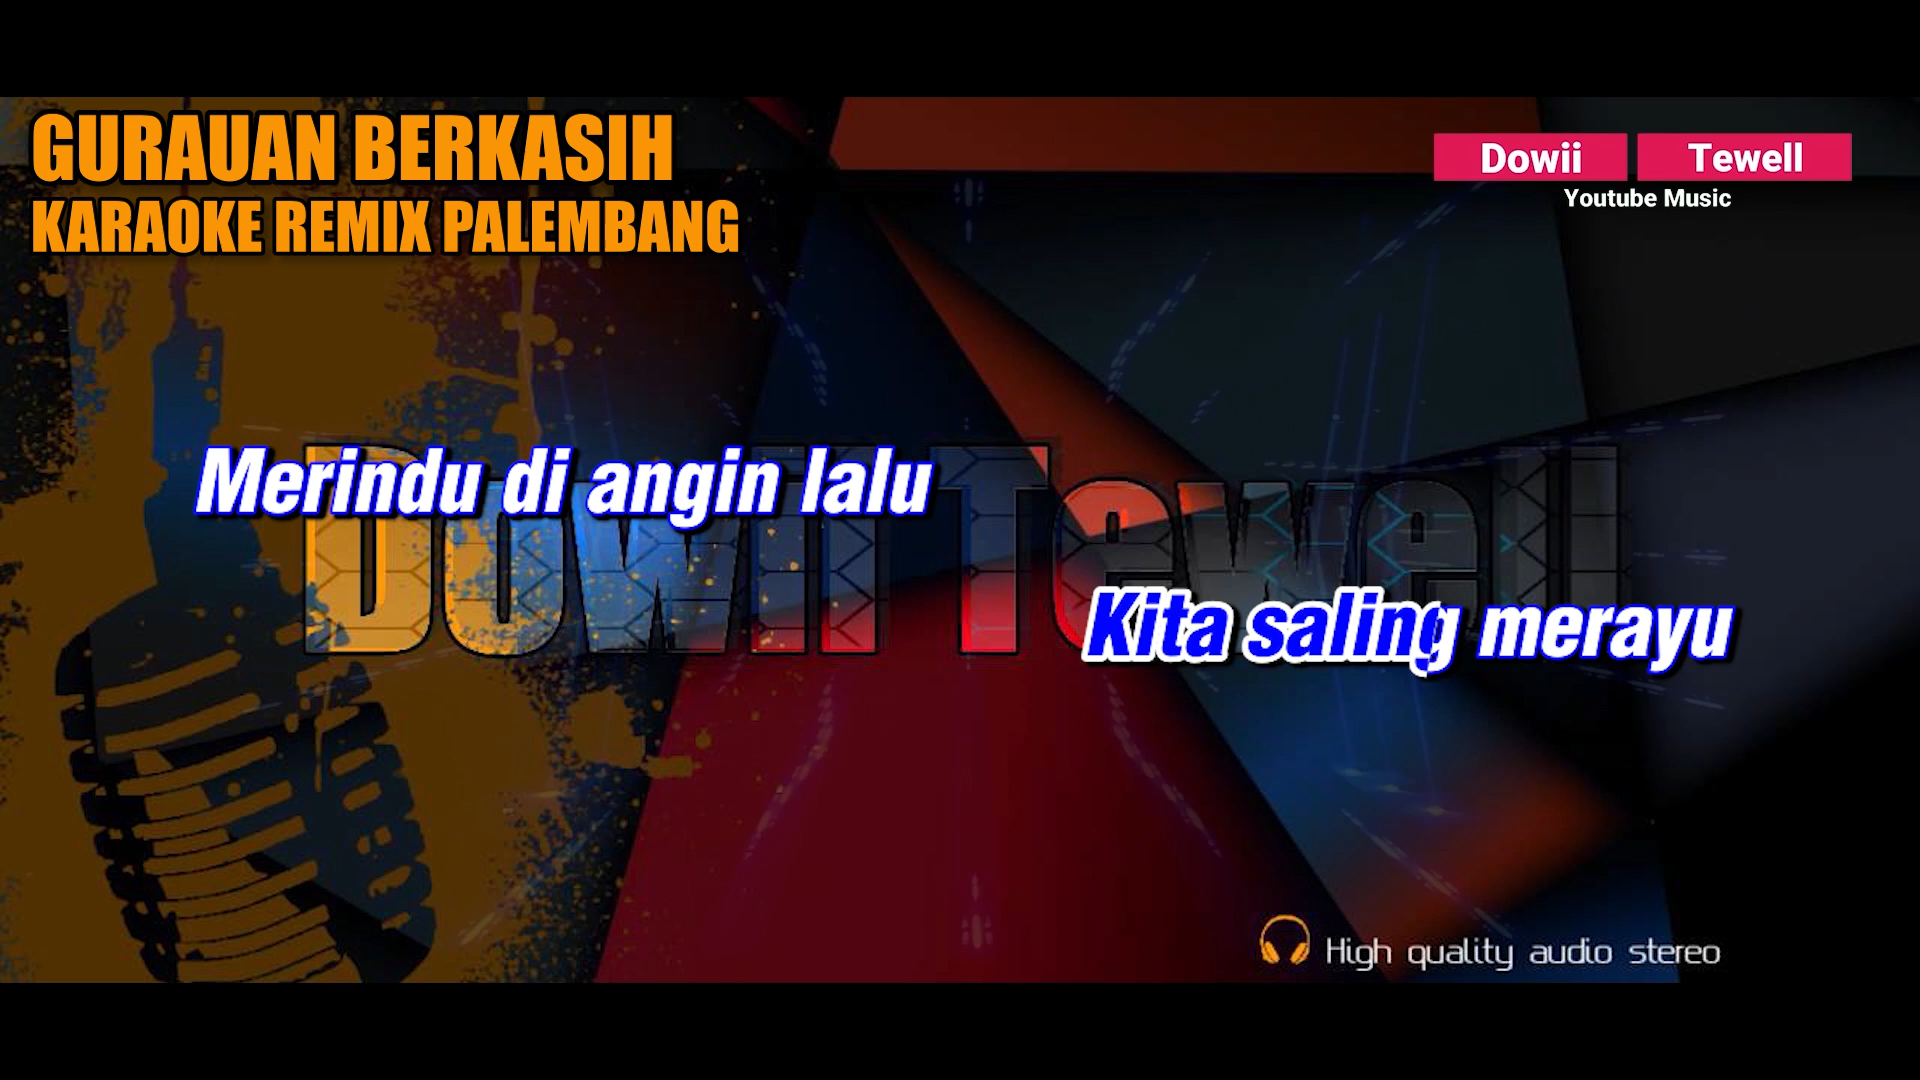 GURAUAN BERKASIH
KARAOKE REMIX PALEMBANG
Dowii Tewell
Youtube Music
Merindu di angin lalu
Dowii Tewell
Kita saling merayu
High quality audio stereo